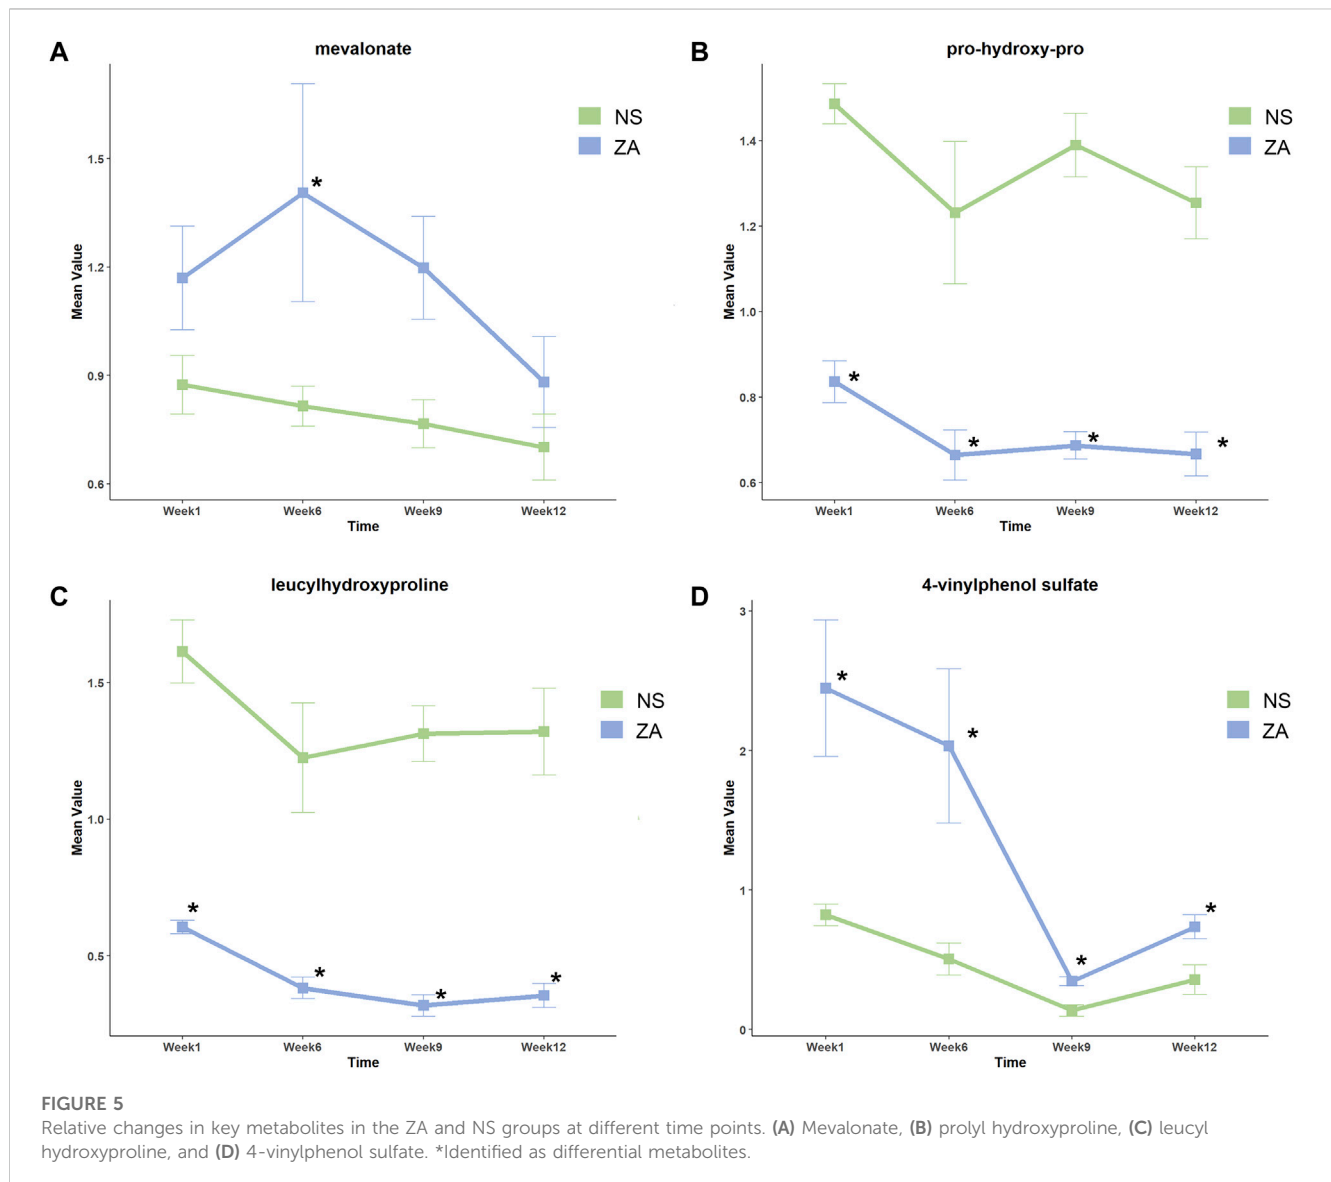 A
mevalonate
1.5
1.2
0.9
0.6
Mean Value
NS
ZA
Week1 Week6 Week9 Week12
Time
*
B
pro-hydroxy-pro
1.4
1.2
1.0
0.8
0.6
Mean Value
NS
ZA
Week1 Week6 Week9 Week12
Time
* * * *
C
leucylhydroxyproline
1.5
1.0
0.5
Mean Value
NS
ZA
Week1 Week6 Week9 Week12
Time
* * * *
D
4-vinylphenol sulfate
3
2
1
0
Mean Value
NS
ZA
Week1 Week6 Week9 Week12
Time
* * * *
FIGURE 5
Relative changes in key metabolites in the ZA and NS groups at different time points. (A) Mevalonate, (B) prolyl hydroxyproline, (C) leucyl
hydroxyproline, and (D) 4-vinylphenol sulfate. *Identified as differential metabolites.